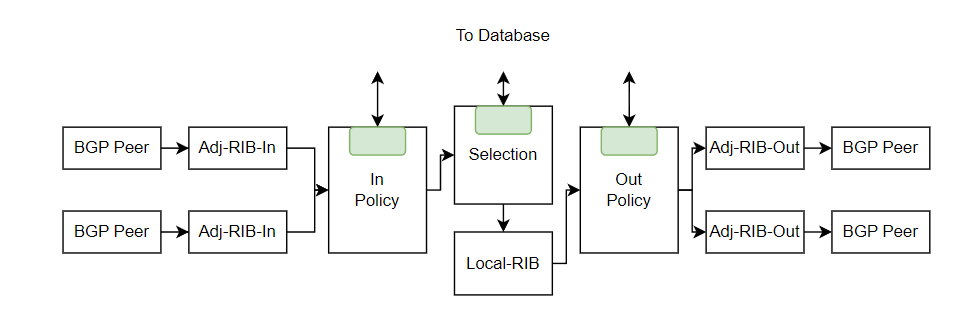 To Database
BGP Peer
Adj-RIB-In
In
Policy
Selection
Out
Policy
Adj-RIB-Out
BGP Peer
BGP Peer
Adj-RIB-In
Local-RIB
Adj-RIB-Out
BGP Peer